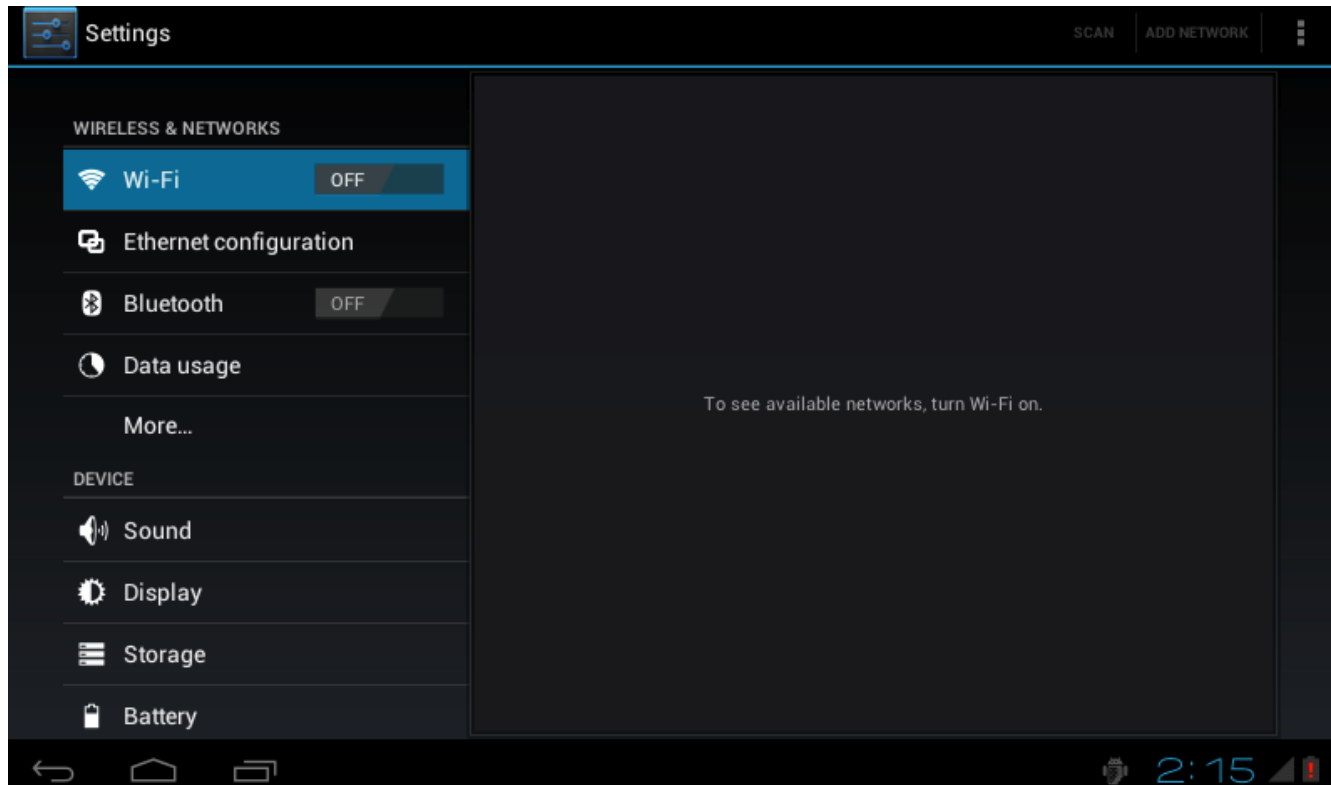 Settings
SCAN
ADD NETWORK
WIRELESS & NETWORKS
Wi-Fi
OFF
Ethernet configuration
Bluetooth
OFF
Data usage
More...
To see available networks, turn Wi-Fi on.
DEVICE
Sound
Display
Storage
Battery
2:15